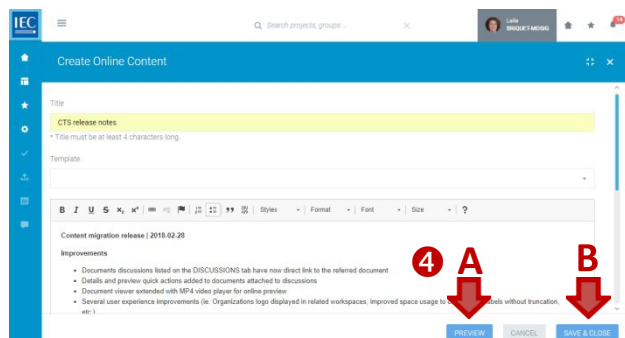 IEC
Search projects, groups ...
Laila
BRIQUET-MOSIG
14
Create Online Content
Title
CTS release notes
* Title must be at least 4 characters long.
Template
B I U S x₂ x²
Styles Format Font Size ?
Content migration release | 2018-02-28
Improvements
• Documents discussions listed on the DISCUSSIONS tab have now direct link to the referred document
• Details and preview quick actions added to documents attached to discussions
• Document viewer extended with MP4 video player for online preview
• Several user experience improvements (ie. Organizations logo displayed in related workspaces, improved space usage to abels without truncation,
etc.)
4 A B
PREVIEW CANCEL SAVE & CLOSE